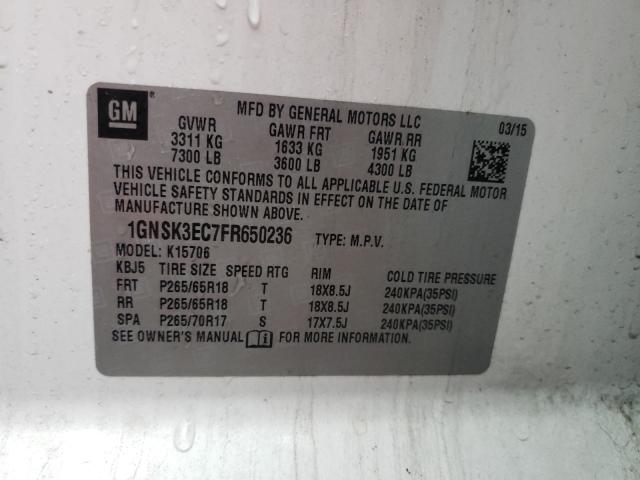 GM ®
MFD BY GENERAL MOTORS LLC
GVWR GAWR FRT GAWR RR 03/15
3311 KG 1633 KG 1951 KG
7300 LB 3600 LB 4300 LB
THIS VEHICLE CONFORMS TO ALL APPLICABLE U.S. FEDERAL MOTOR
VEHICLE SAFETY STANDARDS IN EFFECT ON THE DATE OF
MANUFACTURE SHOWN ABOVE.
1GNSK3EC7FR650236 TYPE: M.P.V.
MODEL: K15706
KBJ5 TIRE SIZE SPEED RTG RIM COLD TIRE PRESSURE
FRT P265/65R18 T 18X8.5J 240KPA(35PSI)
RR P265/65R18 T 18X8.5J 240KPA(35PSI)
SPA P265/70R17 S 17X7.5J 240KPA(35PSI)
SEE OWNER'S MANUAL i FOR MORE INFORMATION.